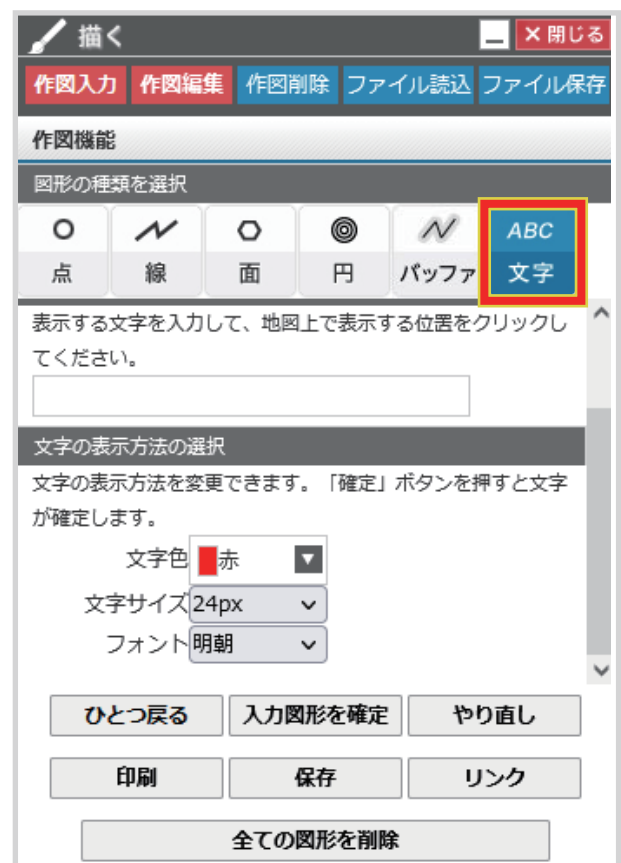 描く
閉じる
作図入力 作図編集 作図削除 ファイル読込 ファイル保存
作図機能
図形の種類を選択
ABC
点 線 面 円 バッファ 文字
表示する文字を入力して、地図上で表示する位置をクリックし
てください。
文字の表示方法の選択
文字の表示方法を変更できます。「確定」ボタンを押すと文字
が確定します。
文字色 赤
文字サイズ 24px
フォント 明朝
ひとつ戻る 入力図形を確定 やり直し
印刷 保存 リンク
全ての図形を削除